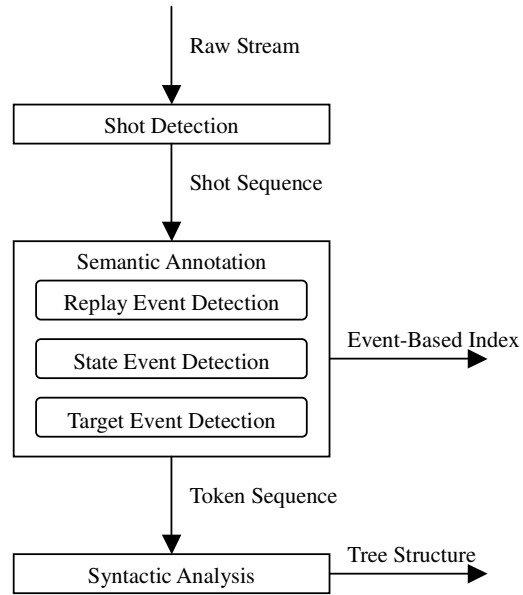 Raw Stream
Shot Detection
Shot Sequence
Semantic Annotation
Replay Event Detection
State Event Detection
Event-Based Index
Target Event Detection
Token Sequence
Tree Structure
Syntactic Analysis